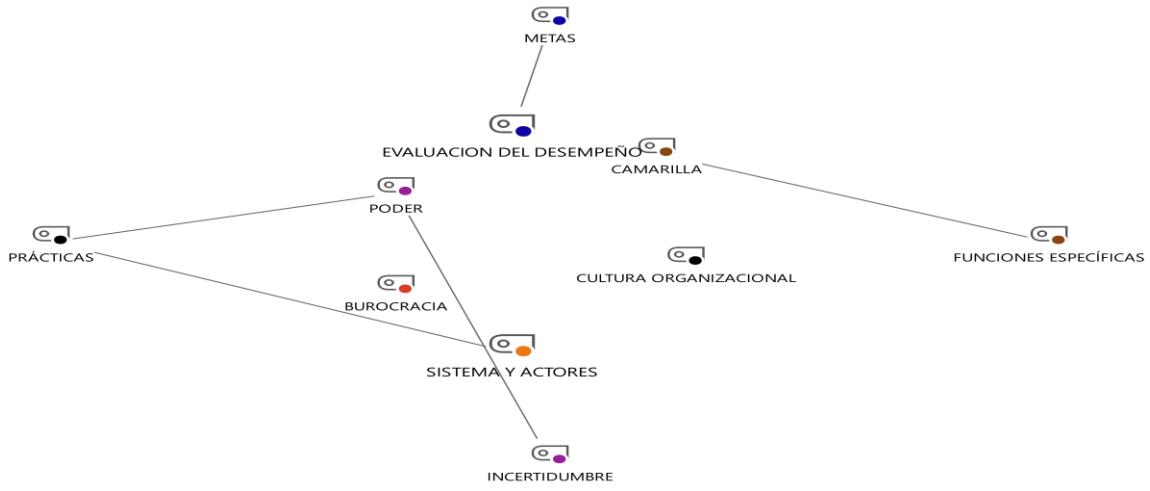 METAS
EVALUACION DEL DESEMPEÑO
CAMARILLA
PODER
PRÁCTICAS
FUNCIONES ESPECÍFICAS
CULTURA ORGANIZACIONAL
BUROCRACIA
SISTEMA Y ACTORES
INCERTIDUMBRE